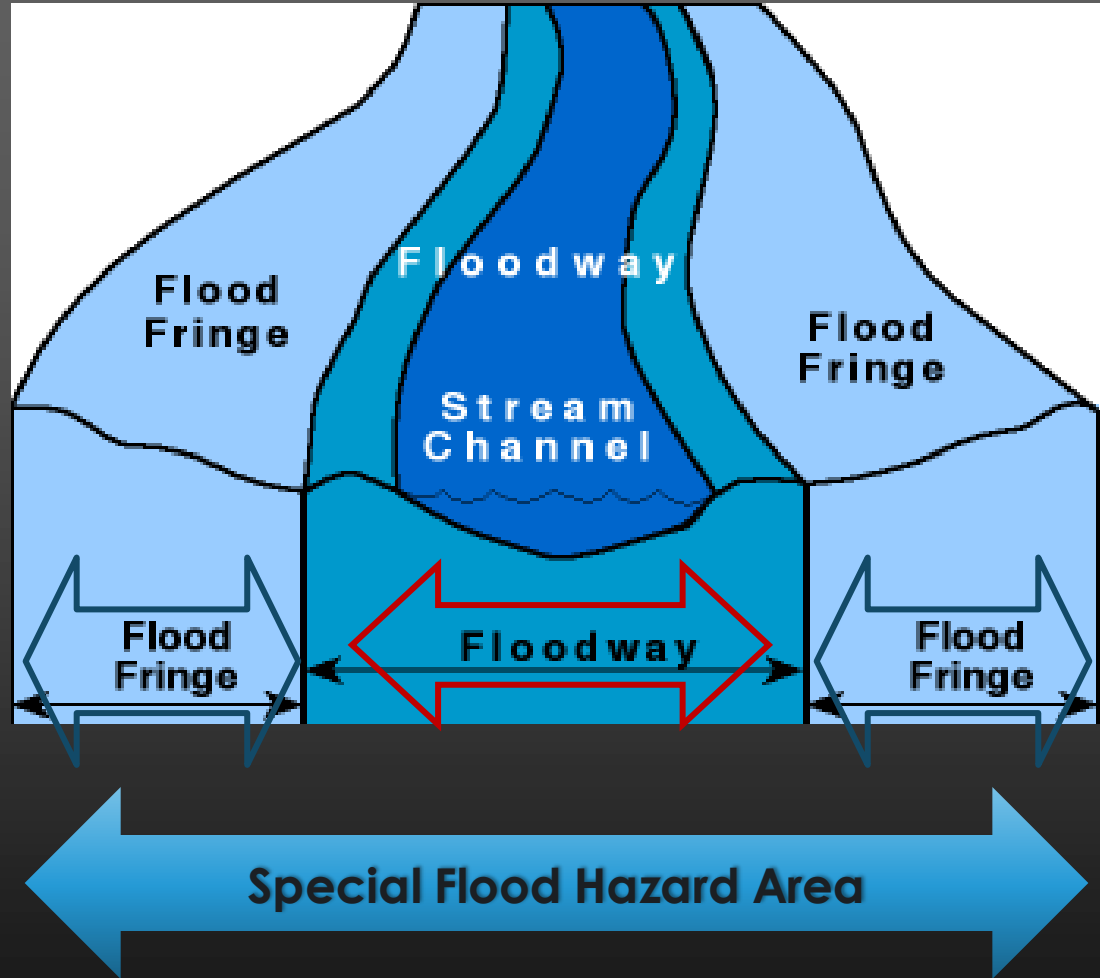 Floodway
Flood
Fringe
Flood
Fringe
Stream
Channel
Flood
Fringe
Floodway
Flood
Fringe
Special Flood Hazard Area